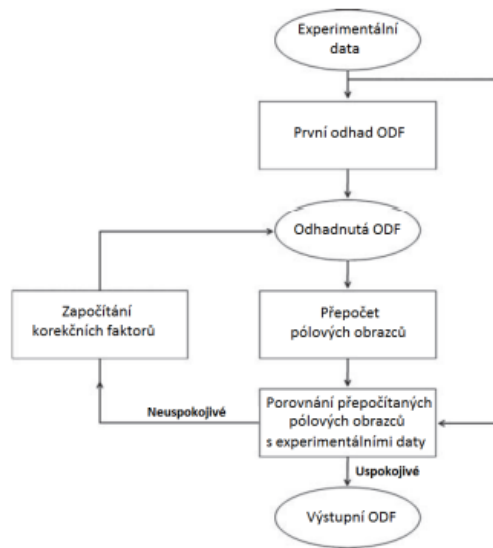 Experimentální
data
První odhad ODF
Odhadnutá ODF
Započítání
korekčních faktorů
Přepočet
pólových obrazců
Neuspokojivé
Porovnání přepočítaných
pólových obrazců
s experimentálními daty
Uspokojivé
Výstupní ODF